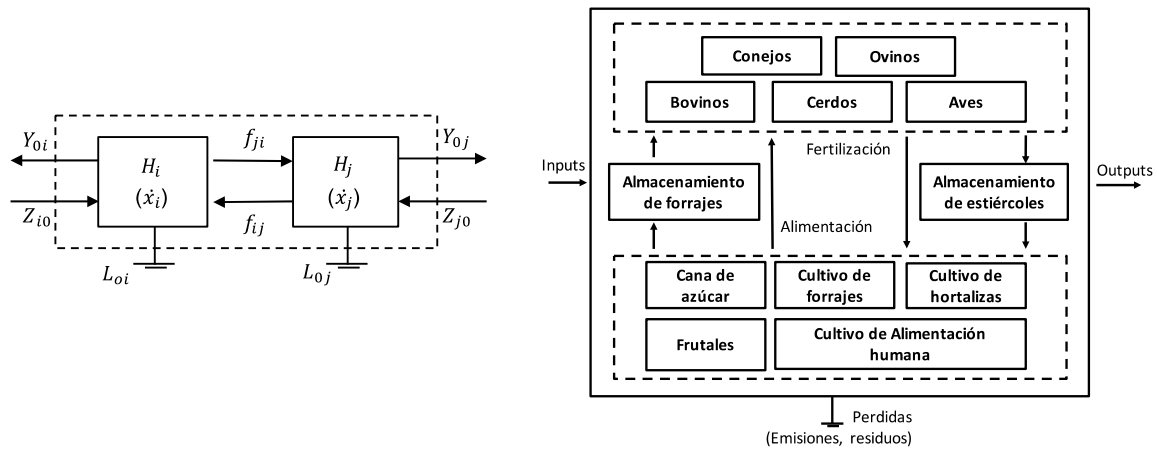 Y₀ᵢ
Zᵢ₀
Hᵢ
(ẋᵢ)
fⱼᵢ
fᵢⱼ
Hⱼ
(ẋⱼ)
Y₀ⱼ
Zⱼ₀
Lₒᵢ
L₀ⱼ
Inputs
Conejos
Ovinos
Bovinos
Cerdos
Aves
Fertilización
Almacenamiento
de forrajes
Almacenamiento
de estiércoles
Alimentación
Cana de
azúcar
Cultivo de
forrajes
Cultivo de
hortalizas
Frutales
Cultivo de Alimentación
humana
Outputs
Perdidas
(Emisiones, residuos)